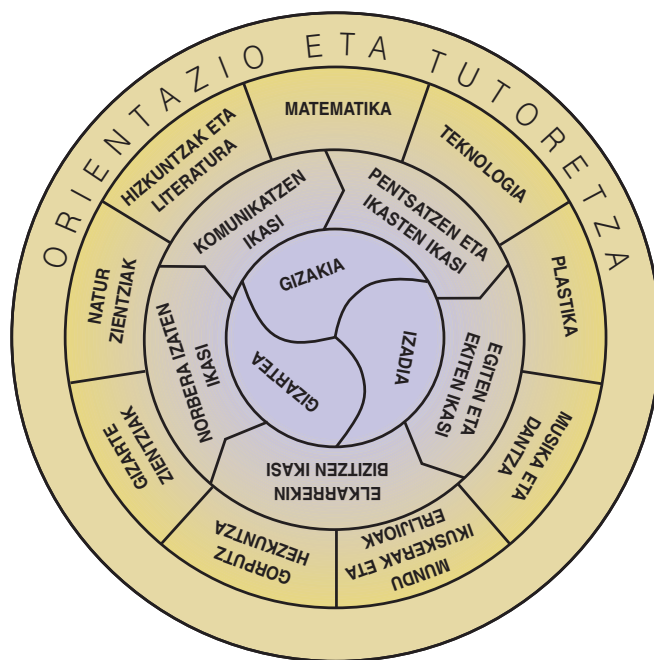 ORIENTAZIO ETA TUTORETZA
MATEMATIKA
TEKNOLOGIA
PLASTIKA
MUSIKA ETA
DANTZA
MUNDU
IKUSKERAK ETA
ERLIJIOAK
GORPUTZ
HEZKUNTZA
GIZARTE
ZIENTZIAK
NATUR
ZIENTZIAK
HIZKUNTZAK ETA
LITERATURA
KOMUNIKATZEN
IKASI
PENTSATZEN ETA
IKASTEN IKASI
EGITEN ETA
EKITEN IKASI
ELKARREKIN
BIZITZEN IKASI
NORBERA IZATEN
IKASI
GIZAKIA
IZADIA
GIZARTEA